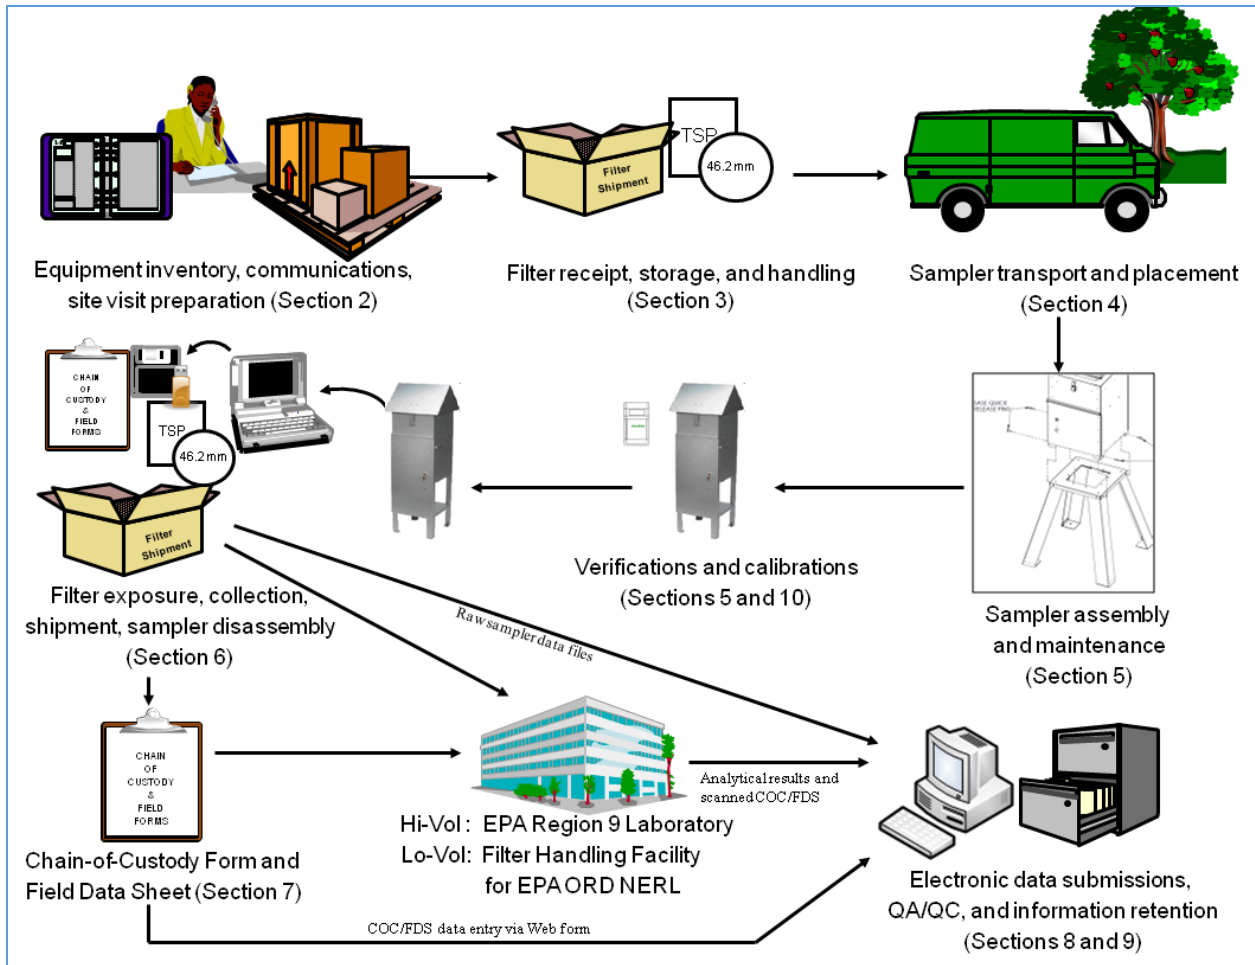 TSP
46.2mm
Filter
Shipment
Equipment inventory, communications,
site visit preparation (Section 2)
Filter receipt, storage, and handling
(Section 3)
Sampler transport and placement
(Section 4)
CHAIN
OF
CUSTODY
&
FIELD
FORMS
TSP
46.2mm
Filter
Shipment
RELEASE PINS
Filter exposure, collection,
shipment, sampler disassembly
(Section 6)
Verifications and calibrations
(Sections 5 and 10)
Sampler assembly
and maintenance
(Section 5)
Raw sampler data files
CHAIN
OF
CUSTODY
&
FIELD
FORMS
Analytical results and
scanned COC/FDS
Hi-Vol : EPA Region 9 Laboratory
Lo-Vol: Filter Handling Facility
for EPA ORD NERL
Chain-of-Custody Form and
Field Data Sheet (Section 7)
Electronic data submissions,
QA/QC, and information retention
(Sections 8 and 9)
COC/FDS data entry via Web form